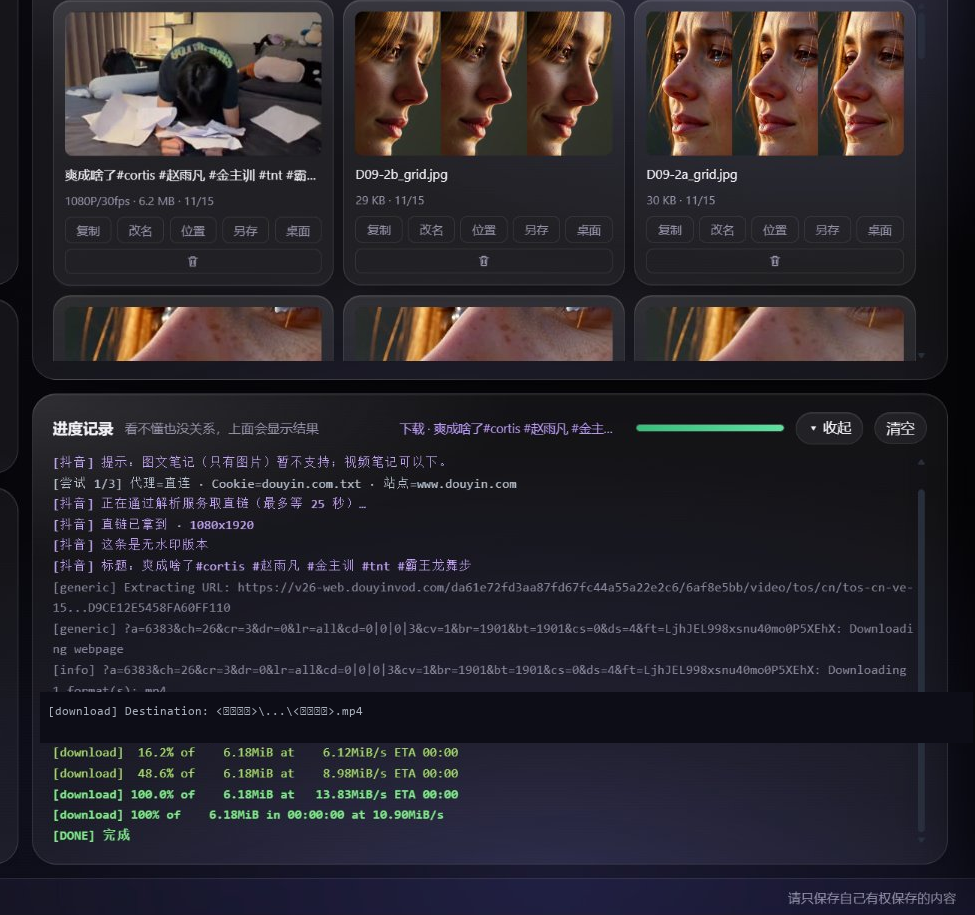 爽成啥了#cortis #赵雨凡 #金主训 #tnt #霸...
1080P/30fps · 6.2 MB · 11/15
复制 改名 位置 另存 桌面
D09-2b_grid.jpg
29 KB · 11/15
复制 改名 位置 另存 桌面
D09-2a_grid.jpg
30 KB · 11/15
复制 改名 位置 另存 桌面
进度记录 看不懂也没关系，上面会显示结果 下载 · 爽成啥了#cortis #赵雨凡 #金主... ▾ 收起 清空
[抖音] 提示：图文笔记（只有图片）暂不支持；视频笔记可以下。
[尝试 1/3] 代理=直连 · Cookie=douyin.com.txt · 站点=www.douyin.com
[抖音] 正在通过解析服务取直链（最多等 25 秒）…
[抖音] 直链已拿到 · 1080x1920
[抖音] 这条是无水印版本
[抖音] 标题：爽成啥了#cortis #赵雨凡 #金主训 #tnt #霸王龙舞步
[generic] Extracting URL: https://v26-web.douyinvod.com/da61e72fd3aa87fd67fc44a55a22e2c6/6af8e5bb/video/tos/cn/tos-cn-ve-
15...D9CE12E5458FA60FF110
[generic] ?a=6383&ch=26&cr=3&dr=0&lr=all&cd=0|0|0|3&cv=1&br=1901&bt=1901&cs=0&ds=4&ft=LjhJEL998xsnu40mo0P5XEhX: Downloadi
ng webpage
[info] ?a=6383&ch=26&cr=3&dr=0&lr=all&cd=0|0|0|3&cv=1&br=1901&bt=1901&cs=0&ds=4&ft=LjhJEL998xsnu40mo0P5XEhX: Downloading
1 format(s): mp4
[download] Destination: <□□□□>\...\<□□□□>.mp4
[download] 16.2% of 6.18MiB at 6.12MiB/s ETA 00:00
[download] 48.6% of 6.18MiB at 8.98MiB/s ETA 00:00
[download] 100.0% of 6.18MiB at 13.83MiB/s ETA 00:00
[download] 100% of 6.18MiB in 00:00:00 at 10.90MiB/s
[DONE] 完成
请只保存自己有权保存的内容